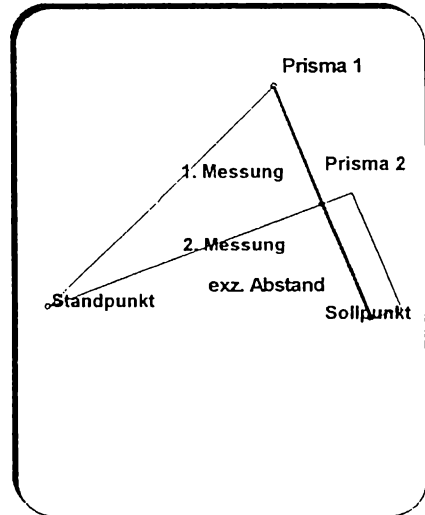 Prisma 1
1. Messung
Prisma 2
2. Messung
exz. Abstand
Standpunkt
Sollpunkt